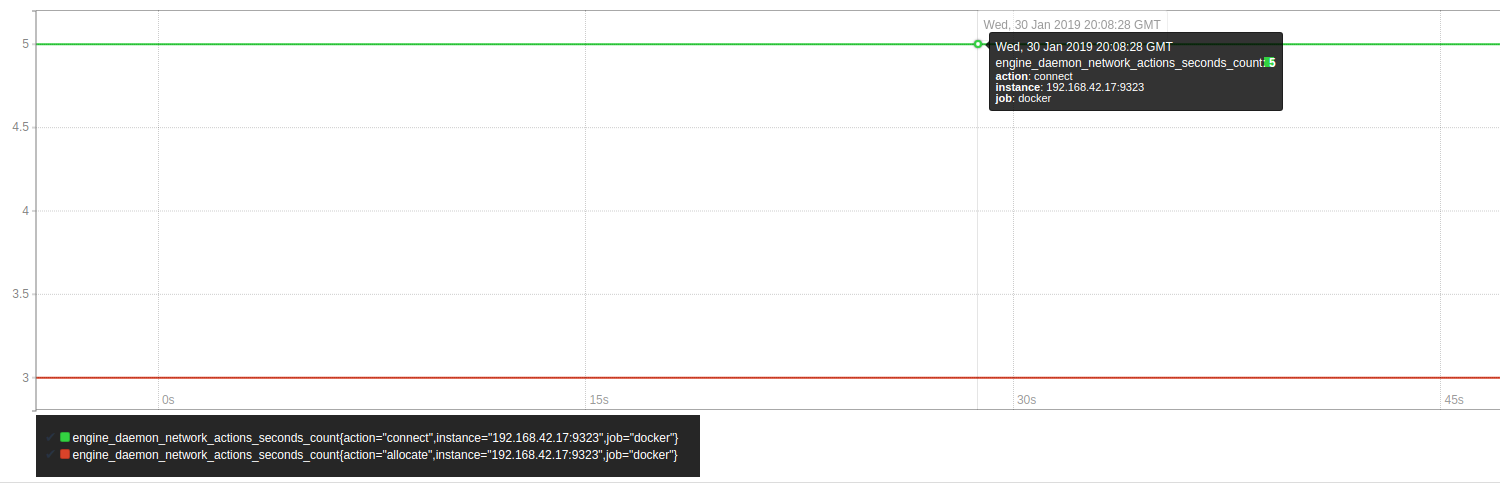 Wed, 30 Jan 2019 20:08:28 GMT
5
Wed, 30 Jan 2019 20:08:28 GMT
engine_daemon_network_actions_seconds_count: 5
action: connect
instance: 192.168.42.17:9323
job: docker
4.5
4
3.5
3
0s 15s 30s 45s
✔ engine_daemon_network_actions_seconds_count{action="connect",instance="192.168.42.17:9323",job="docker"}
✔ engine_daemon_network_actions_seconds_count{action="allocate",instance="192.168.42.17:9323",job="docker"}